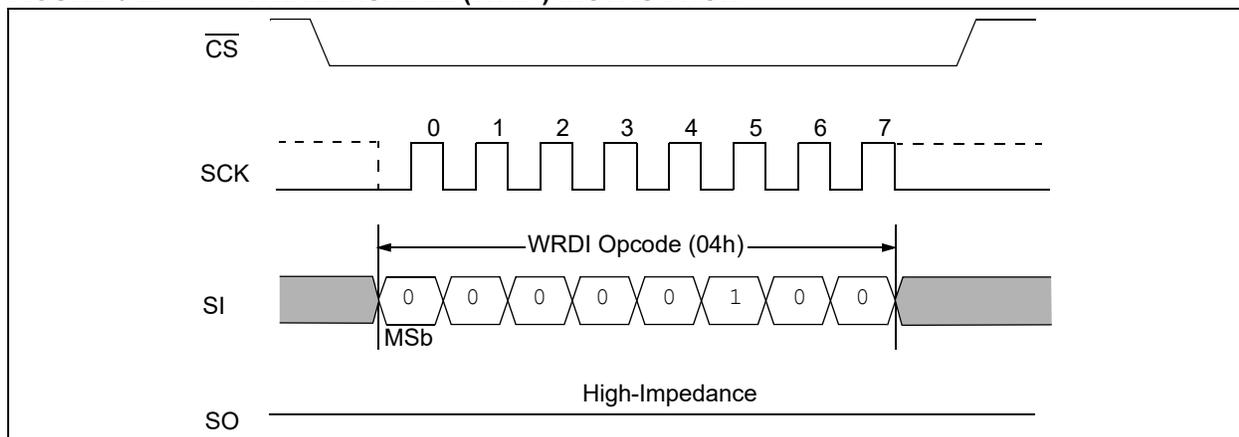 CS
0 1 2 3 4 5 6 7
SCK
WRDI Opcode (04h)
SI 0 0 0 0 0 1 0 0
MSb
High-Impedance
SO